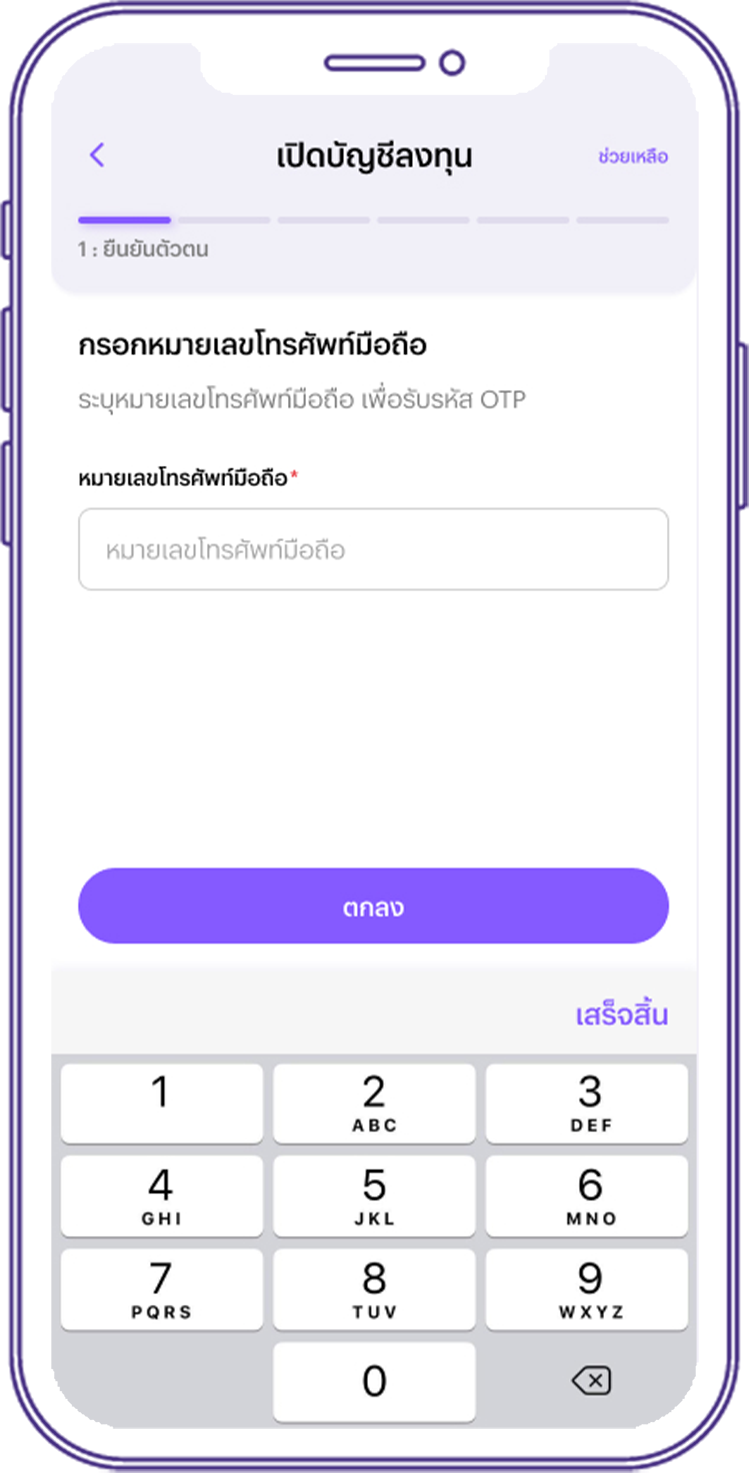 เปิดบัญชีลงทุน ช่วยเหลือ
1 : ยืนยันตัวตน
กรอกหมายเลขโทรศัพท์มือถือ
ระบุหมายเลขโทรศัพท์มือถือ เพื่อรับรหัส OTP
หมายเลขโทรศัพท์มือถือ*
หมายเลขโทรศัพท์มือถือ
ตกลง
เสร็จสิ้น
1 2 3
ABC DEF
4 5 6
GHI JKL MNO
7 8 9
PQRS TUV WXYZ
0